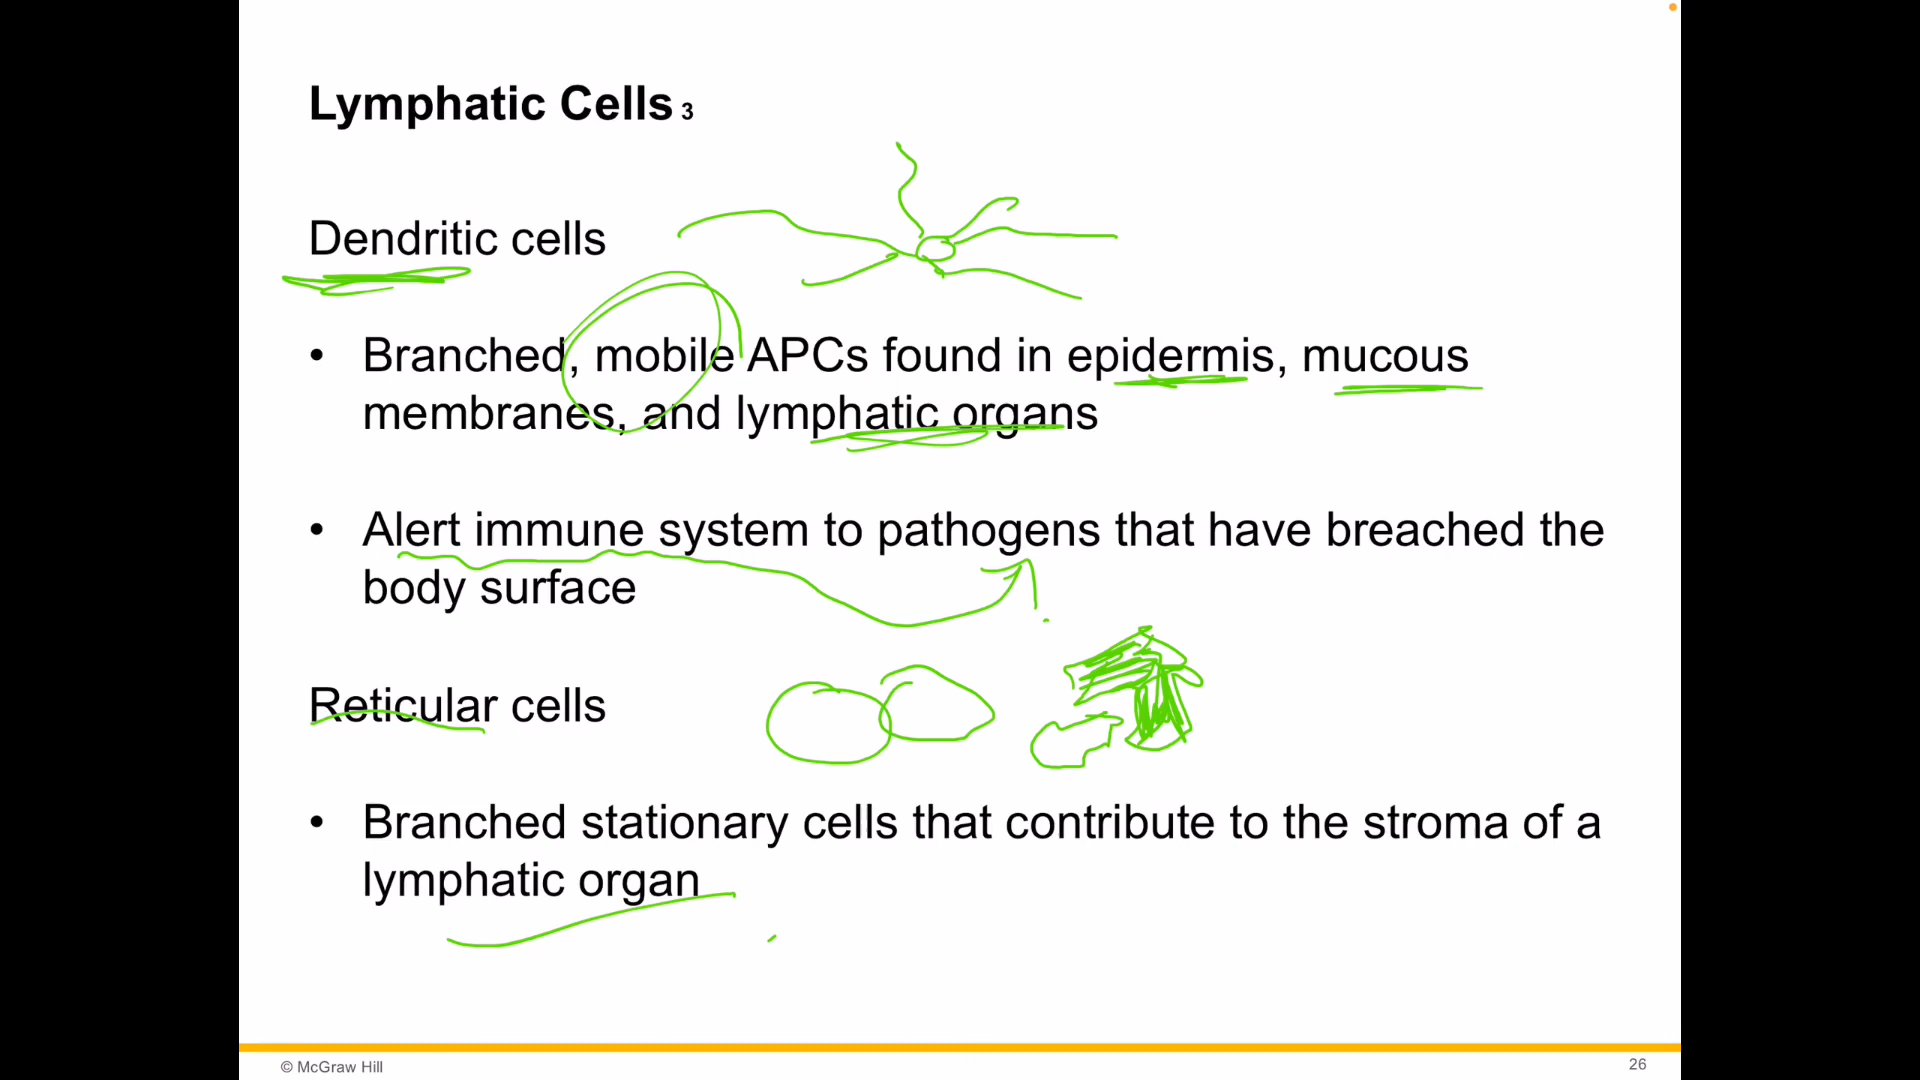 Lymphatic Cells 3
Dendritic cells
• Branched, mobile APCs found in epidermis, mucous
membranes, and lymphatic organs
• Alert immune system to pathogens that have breached the
body surface
Reticular cells
• Branched stationary cells that contribute to the stroma of a
lymphatic organ
© McGraw Hill
26